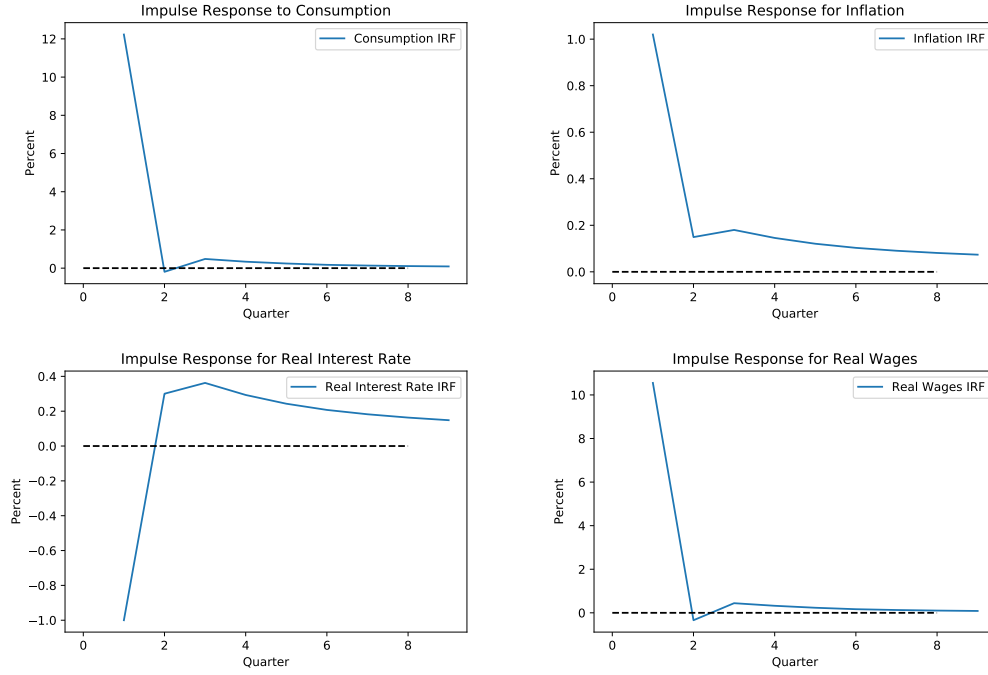 Impulse Response to Consumption
Consumption IRF
12
10
8
6
4
2
0
Percent
0 2 4 6 8
Quarter
Impulse Response for Inflation
Inflation IRF
1.0
0.8
0.6
0.4
0.2
0.0
Percent
0 2 4 6 8
Quarter
Impulse Response for Real Interest Rate
Real Interest Rate IRF
0.4
0.2
0.0
−0.2
−0.4
−0.6
−0.8
−1.0
Percent
0 2 4 6 8
Quarter
Impulse Response for Real Wages
Real Wages IRF
10
8
6
4
2
0
Percent
0 2 4 6 8
Quarter